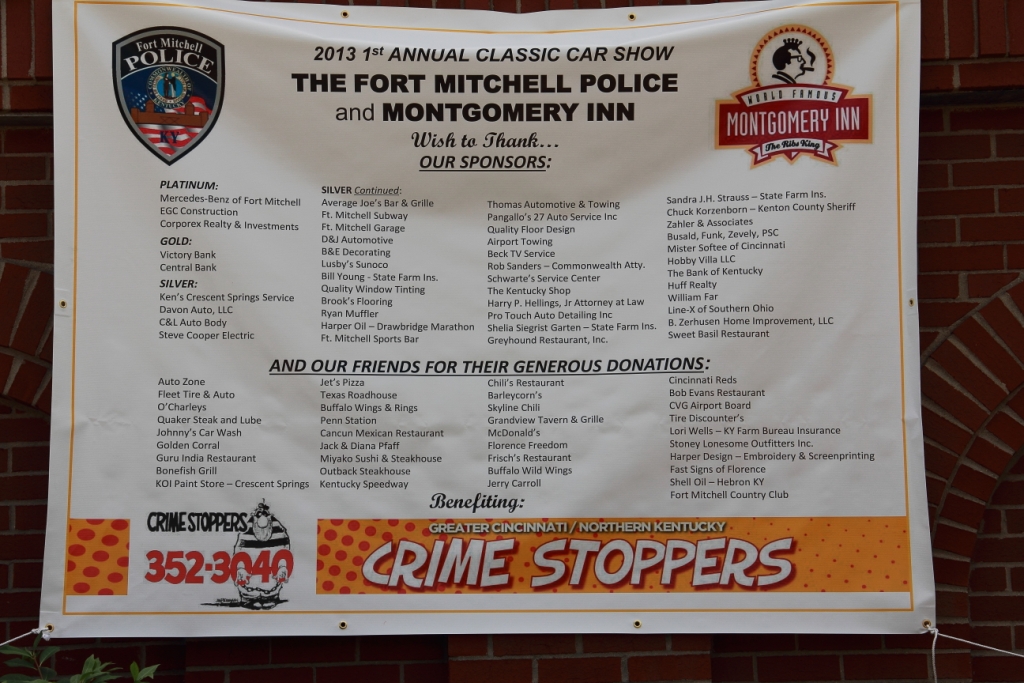 Fort Mitchell
POLICE
KY
2013 1st ANNUAL CLASSIC CAR SHOW
THE FORT MITCHELL POLICE
and MONTGOMERY INN
Wish to Thank...
OUR SPONSORS:
WORLD FAMOUS
MONTGOMERY INN
The Ribs King
PLATINUM:
Mercedes-Benz of Fort Mitchell
EGC Construction
Corporex Realty & Investments
GOLD:
Victory Bank
Central Bank
SILVER:
Ken's Crescent Springs Service
Davon Auto, LLC
C&L Auto Body
Steve Cooper Electric
SILVER Continued:
Average Joe's Bar & Grille
Ft. Mitchell Subway
Ft. Mitchell Garage
D&J Automotive
B&E Decorating
Lusby's Sunoco
Bill Young - State Farm Ins.
Quality Window Tinting
Brook's Flooring
Ryan Muffler
Harper Oil – Drawbridge Marathon
Ft. Mitchell Sports Bar
Thomas Automotive & Towing
Pangallo's 27 Auto Service Inc
Quality Floor Design
Airport Towing
Beck TV Service
Rob Sanders – Commonwealth Atty.
Schwarte's Service Center
The Kentucky Shop
Harry P. Hellings, Jr Attorney at Law
Pro Touch Auto Detailing Inc
Shelia Siegrist Garten – State Farm Ins.
Greyhound Restaurant, Inc.
Sandra J.H. Strauss – State Farm Ins.
Chuck Korzenborn – Kenton County Sheriff
Zahler & Associates
Busald, Funk, Zevely, PSC
Mister Softee of Cincinnati
Hobby Villa LLC
The Bank of Kentucky
Huff Realty
William Far
Line-X of Southern Ohio
B. Zerhusen Home Improvement, LLC
Sweet Basil Restaurant
AND OUR FRIENDS FOR THEIR GENEROUS DONATIONS:
Auto Zone
Fleet Tire & Auto
O'Charleys
Quaker Steak and Lube
Johnny's Car Wash
Golden Corral
Guru India Restaurant
Bonefish Grill
KOI Paint Store – Crescent Springs
Jet's Pizza
Texas Roadhouse
Buffalo Wings & Rings
Penn Station
Cancun Mexican Restaurant
Jack & Diana Pfaff
Miyako Sushi & Steakhouse
Outback Steakhouse
Kentucky Speedway
Chili's Restaurant
Barleycorn's
Skyline Chili
Grandview Tavern & Grille
McDonald's
Florence Freedom
Frisch's Restaurant
Buffalo Wild Wings
Jerry Carroll
Cincinnati Reds
Bob Evans Restaurant
CVG Airport Board
Tire Discounter's
Lori Wells – KY Farm Bureau Insurance
Stoney Lonesome Outfitters Inc.
Harper Design – Embroidery & Screenprinting
Fast Signs of Florence
Shell Oil – Hebron KY
Fort Mitchell Country Club
Benefiting:
CRIME STOPPERS
352-3040
GREATER CINCINNATI / NORTHERN KENTUCKY
CRIME STOPPERS